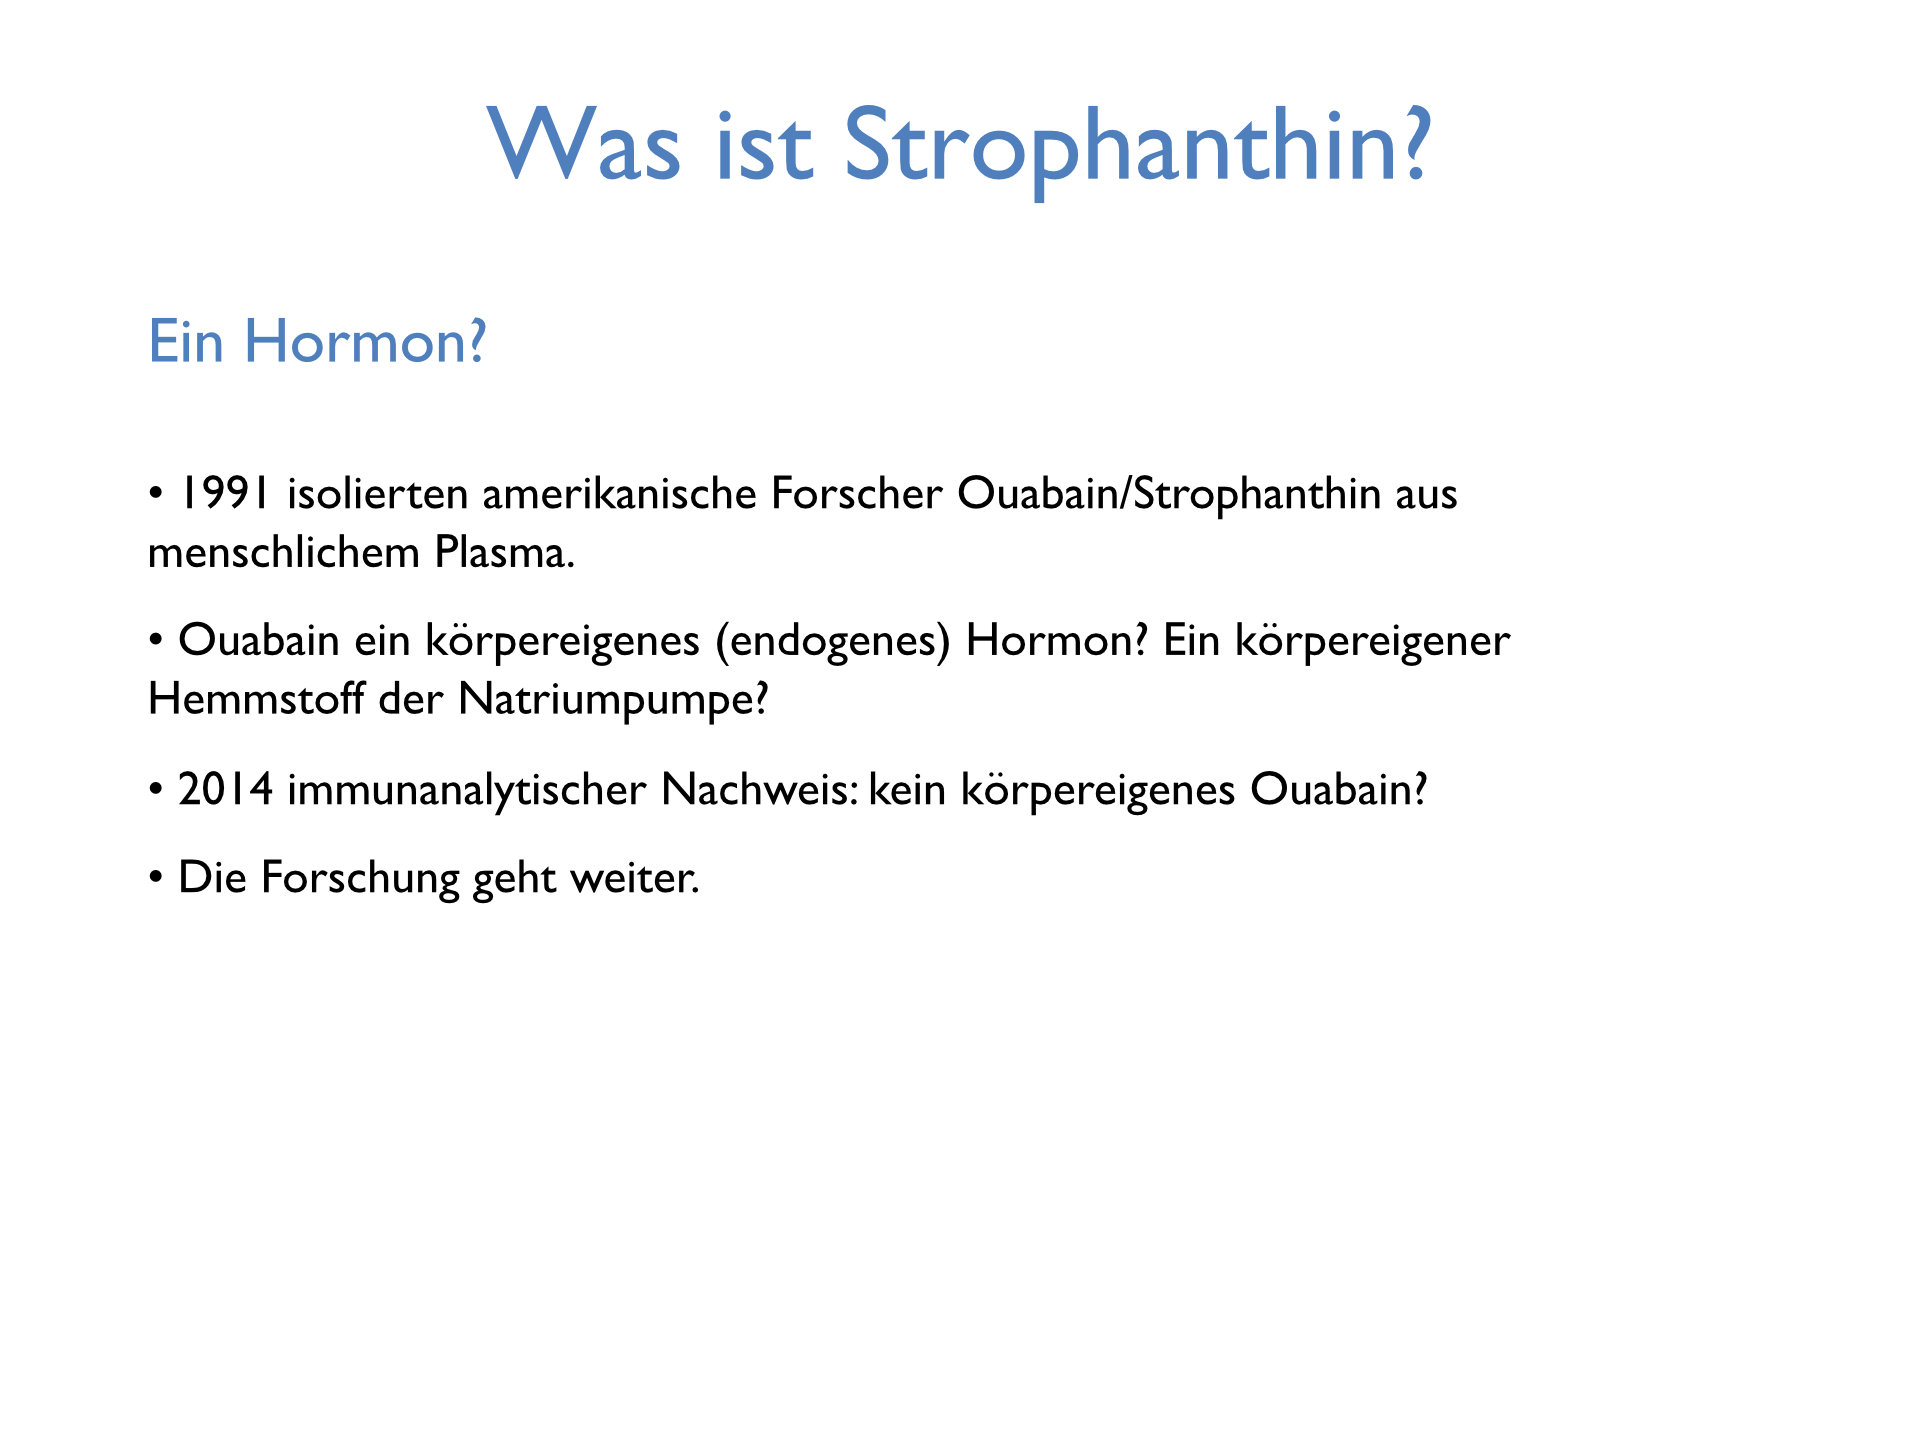 Was ist Strophanthin?
Ein Hormon?
• 1991 isolierten amerikanische Forscher Ouabain/Strophanthin aus
menschlichem Plasma.
• Ouabain ein körpereigenes (endogenes) Hormon? Ein körpereigener
Hemmstoff der Natriumpumpe?
• 2014 immunanalytischer Nachweis: kein körpereigenes Ouabain?
• Die Forschung geht weiter.